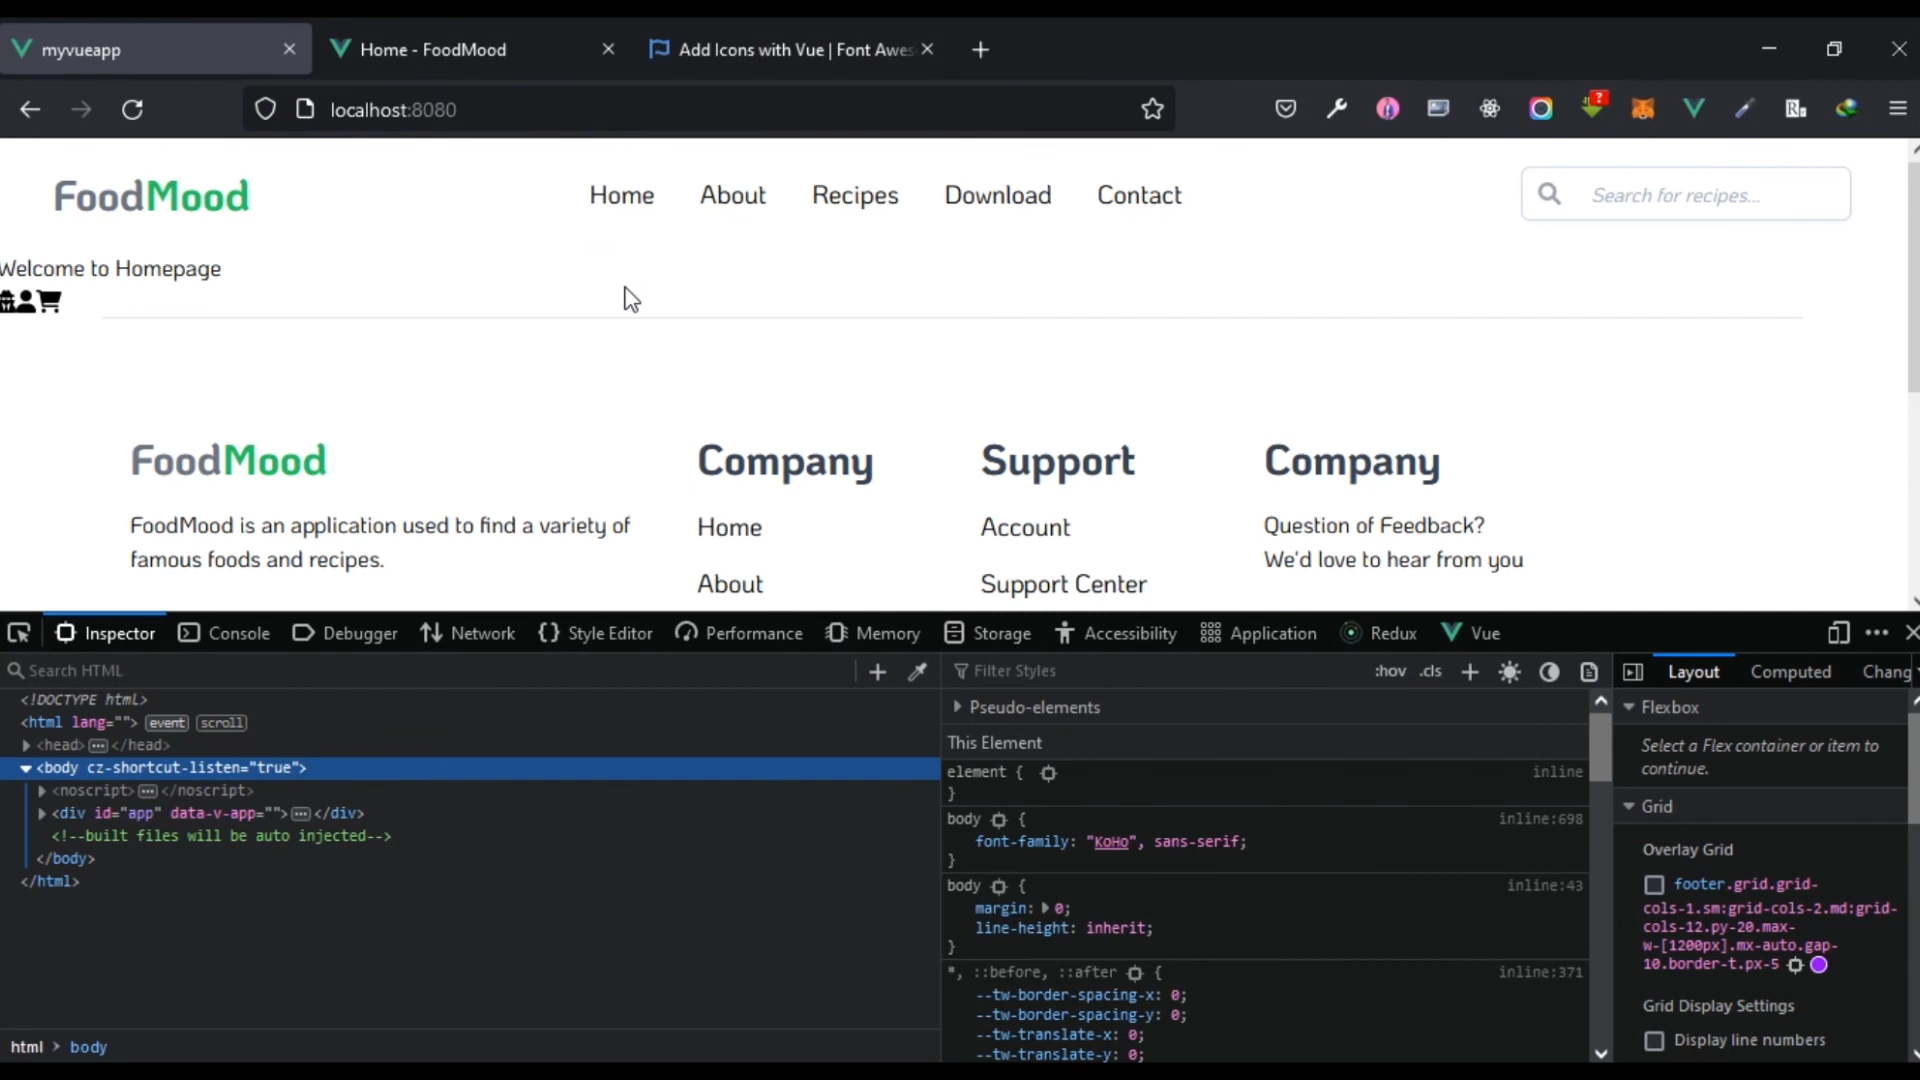 myvueapp
Home - FoodMood
Add Icons with Vue | Font Awes
localhost:8080
?
R
FoodMood
Home
About
Recipes
Download
Contact
Search for recipes...
Welcome to Homepage
FoodMood
Company
Support
Company
FoodMood is an application used to find a variety of
famous foods and recipes.
Home
Account
Question of Feedback?
We'd love to hear from you
About
Support Center
Inspector
Console
Debugger
Network
Style Editor
Performance
Memory
Storage
Accessibility
Application
Redux
Vue
Search HTML
Filter Styles
:hov
.cls
Layout
Computed
Chang
<!DOCTYPE html>
<html lang=""> event scroll
<head> ••• </head>
<body cz-shortcut-listen="true">
<noscript> ••• </noscript>
<div id="app" data-v-app=""> ••• </div>
<!--built files will be auto injected-->
</body>
</html>
html > body
Pseudo-elements
This Element
element { inline
}
body { inline:698
font-family: "KoHo", sans-serif;
}
body { inline:43
margin: 0;
line-height: inherit;
}
*, ::before, ::after { inline:371
--tw-border-spacing-x: 0;
--tw-border-spacing-y: 0;
--tw-translate-x: 0;
--tw-translate-y: 0;
Flexbox
Select a Flex container or item to
continue.
Grid
Overlay Grid
footer.grid.grid-
cols-1.sm:grid-cols-2.md:grid-
cols-12.py-20.max-
w-[1200px].mx-auto.gap-
10.border-t.px-5
Grid Display Settings
Display line numbers